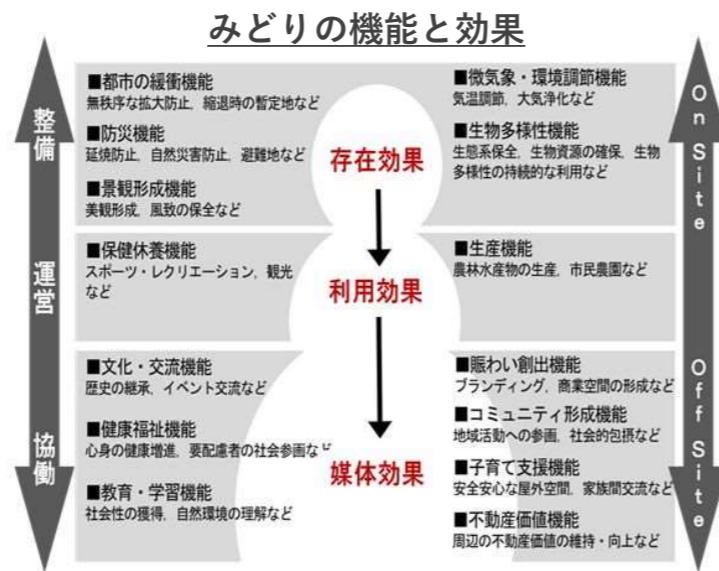 みどりの機能と効果
整備
運営
協働
■都市の緩衝機能
無秩序な拡大防止，縮退時の暫定地など
■防災機能
延焼防止，自然災害防止，避難地など
■景観形成機能
美観形成，風致の保全など
存在効果
■微気象・環境調節機能
気温調節，大気浄化など
■生物多様性機能
生態系保全，生物資源の確保，生物
多様性の持続的な利用など
■保健休養機能
スポーツ・レクリエーション，観光
など
利用効果
■生産機能
農林水産物の生産，市民農園など
■文化・交流機能
歴史の継承，イベント交流など
■健康福祉機能
心身の健康増進，要配慮者の社会参画など
■教育・学習機能
社会性の獲得，自然環境の理解など
媒体効果
■賑わい創出機能
ブランディング，商業空間の形成など
■コミュニティ形成機能
地域活動への参画，社会的包摂など
■子育て支援機能
安全安心な屋外空間，家族間交流など
■不動産価値機能
周辺の不動産価値の維持・向上など
On Site
Off Site